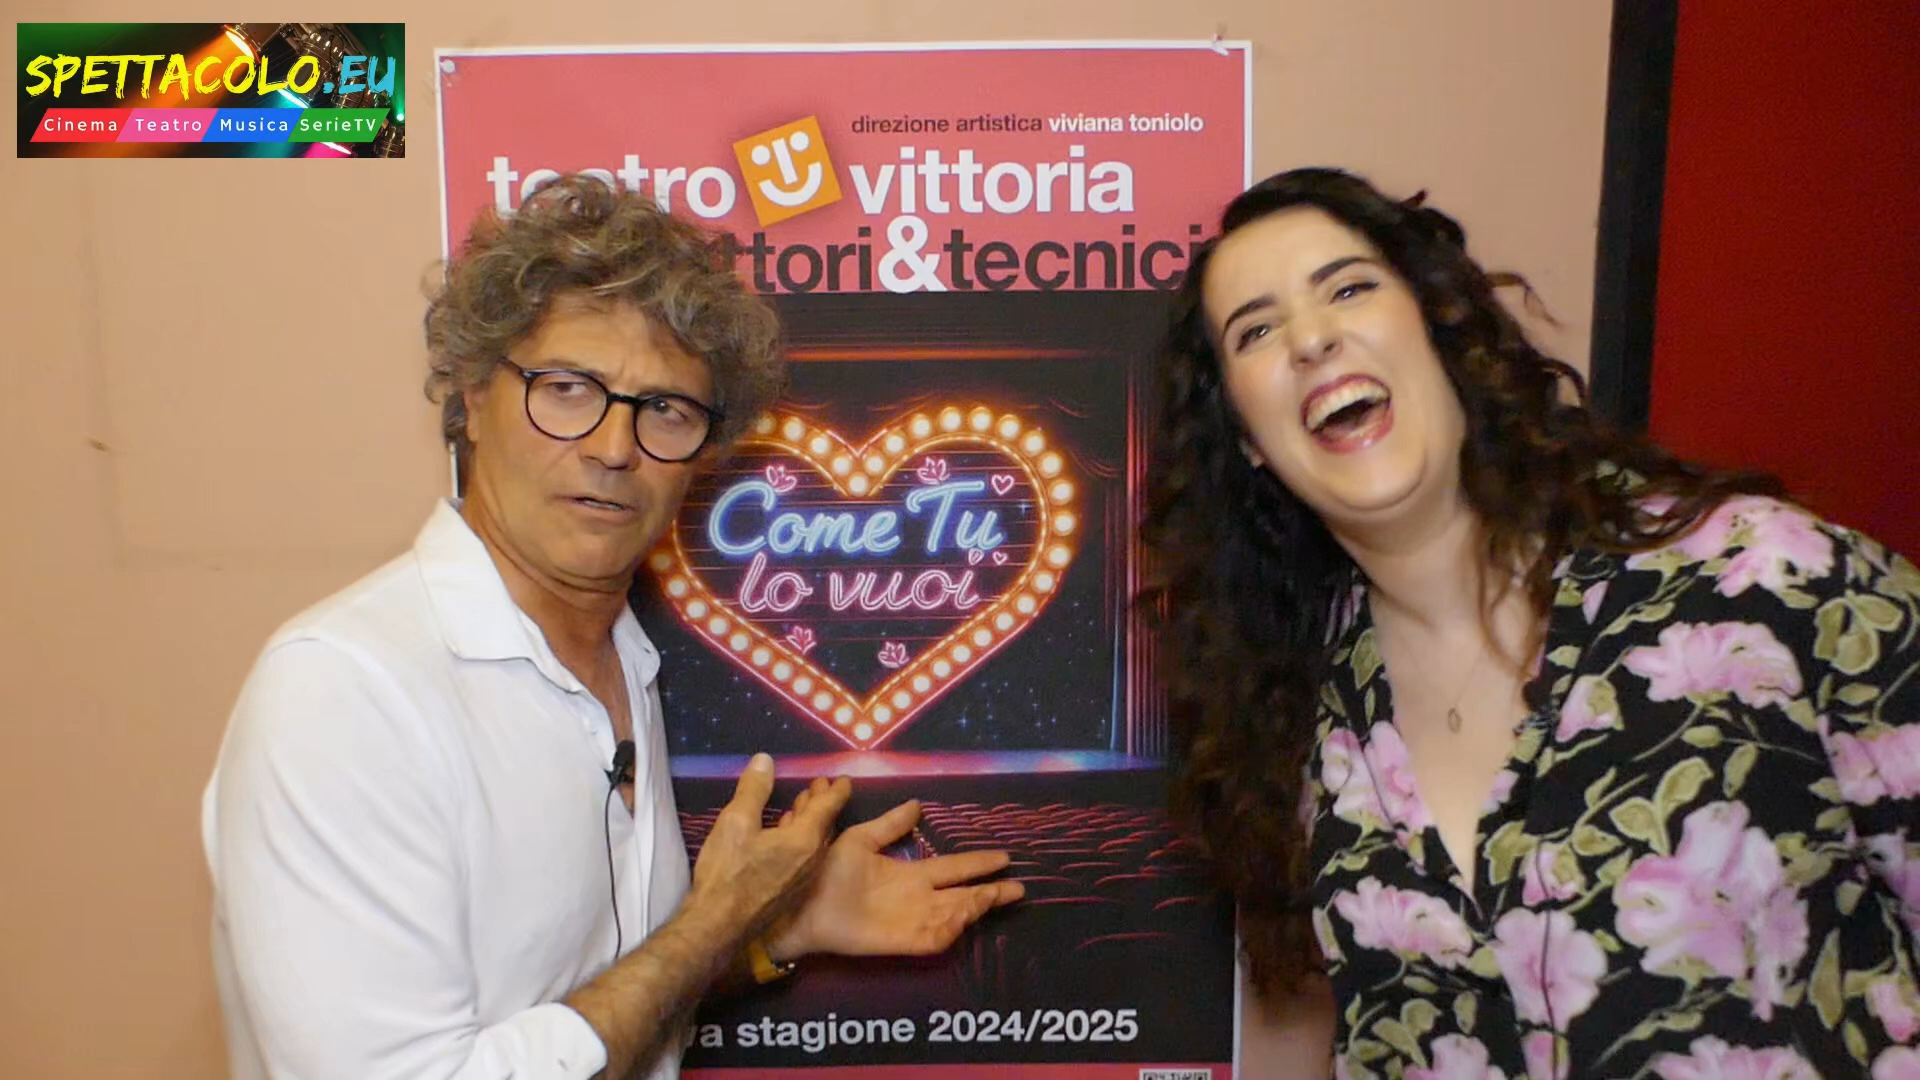 SPETTACOLO.EU
Cinema Teatro Musica SerieTV
direzione artistica viviana toniolo
teatro vittoria
ttori&tecnici
Come Tu
lo vuoi
va stagione 2024/2025